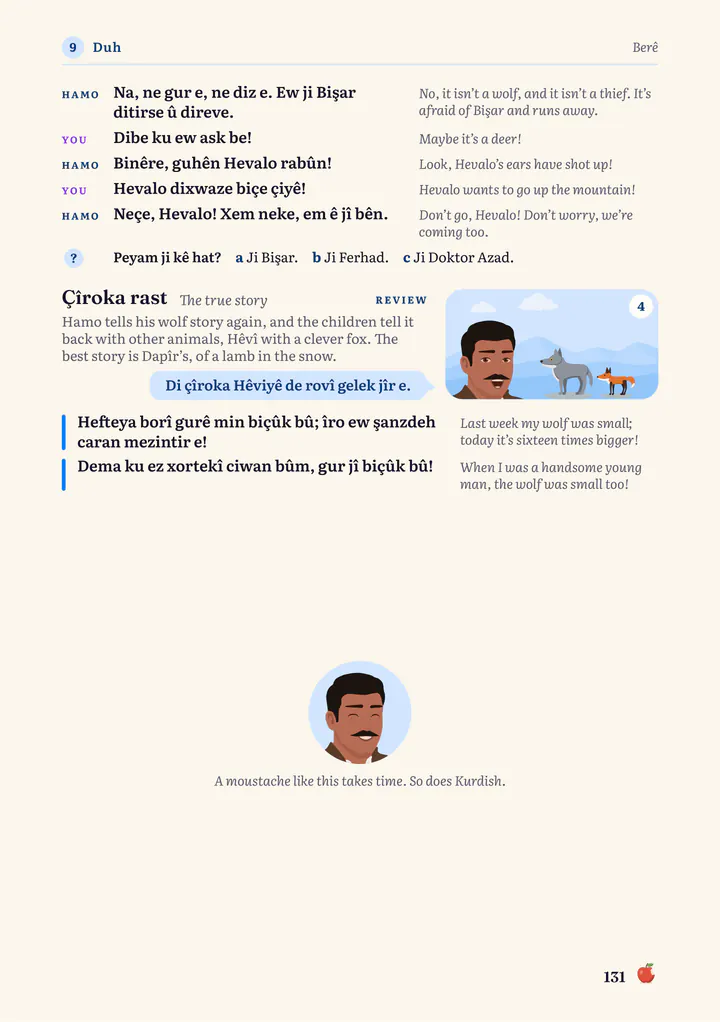 9 Duh
Berê
HAMO Na, ne gur e, ne diz e. Ew ji Bişar
ditirse û direve.
No, it isn't a wolf, and it isn't a thief. It's
afraid of Bişar and runs away.
YOU Dibe ku ew ask be!
Maybe it's a deer!
HAMO Binêre, guhên Hevalo rabûn!
Look, Hevalo's ears have shot up!
YOU Hevalo dixwaze biçe çiyê!
Hevalo wants to go up the mountain!
HAMO Neçe, Hevalo! Xem neke, em ê jî bên.
Don't go, Hevalo! Don't worry, we're
coming too.
? Peyam ji kê hat? a Ji Bişar. b Ji Ferhad. c Ji Doktor Azad.
Çîroka rast The true story REVIEW
4
Hamo tells his wolf story again, and the children tell it
back with other animals, Hêvî with a clever fox. The
best story is Dapîr's, of a lamb in the snow.
Di çîroka Hêviyê de rovî gelek jîr e.
Hefteya borî gurê min biçûk bû; îro ew şanzdeh
caran mezintir e!
Last week my wolf was small;
today it's sixteen times bigger!
Dema ku ez xortekî ciwan bûm, gur jî biçûk bû!
When I was a handsome young
man, the wolf was small too!
A moustache like this takes time. So does Kurdish.
131